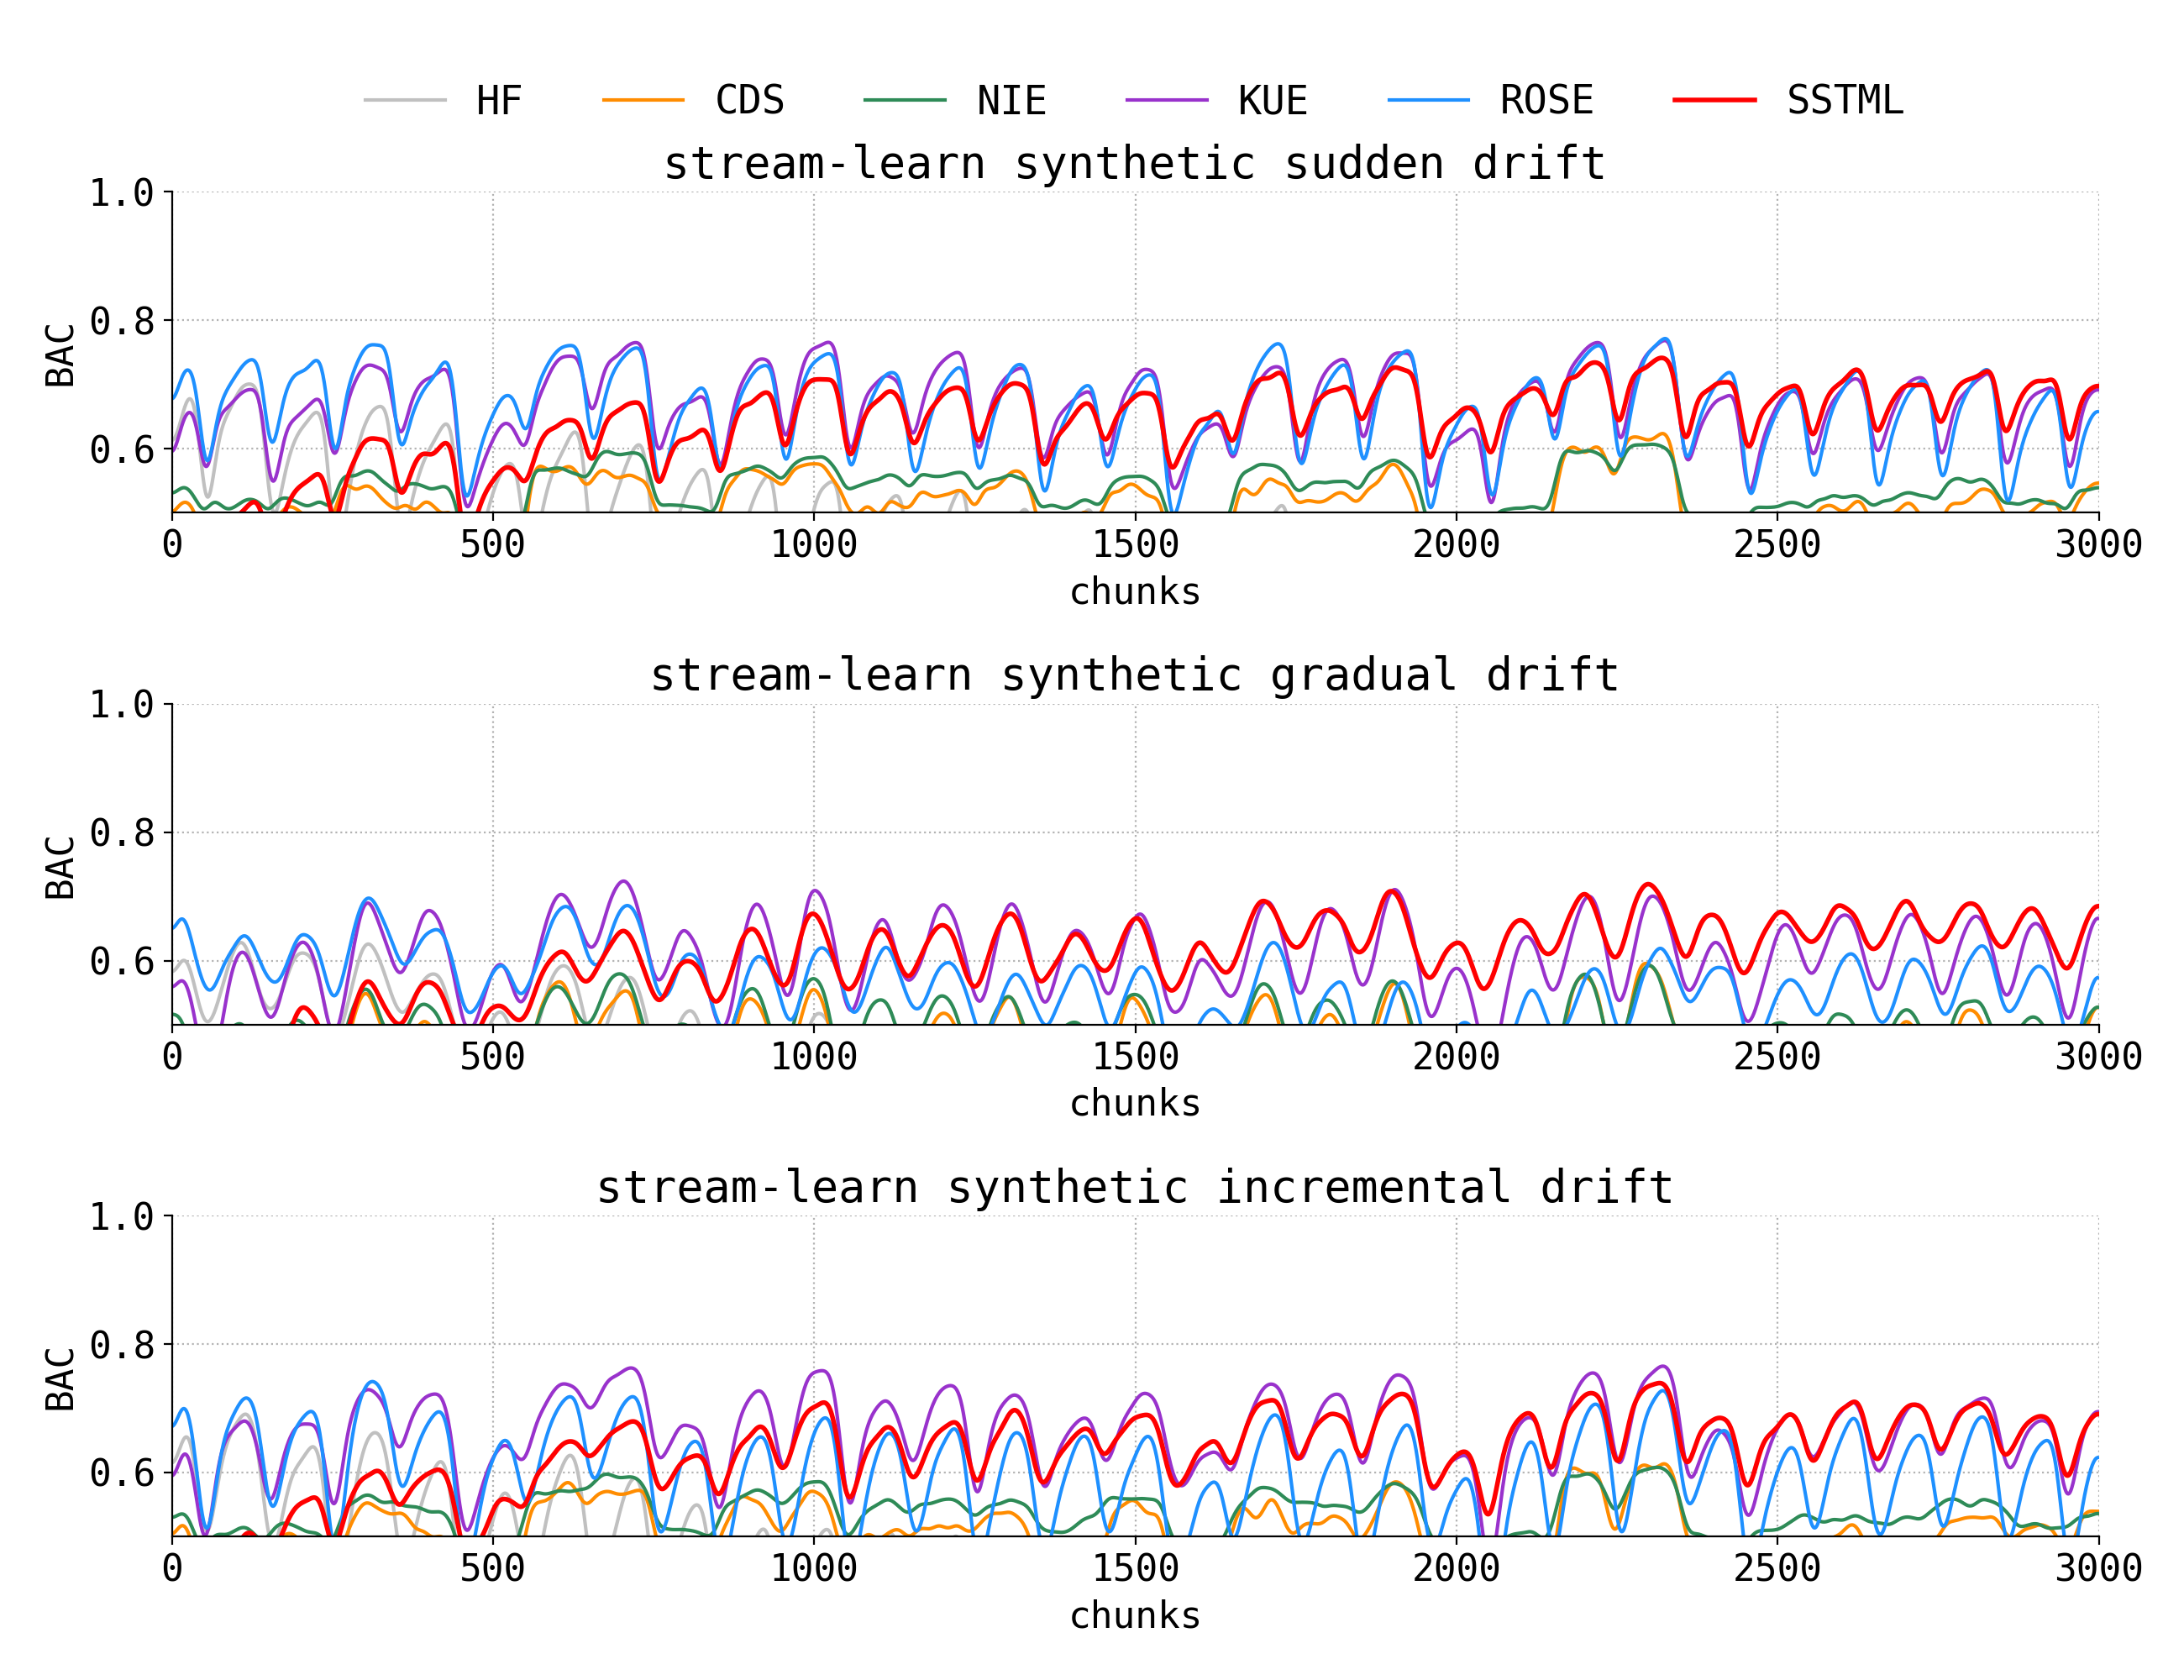 HF CDS NIE KUE ROSE SSTML
stream-learn synthetic sudden drift
1.0
0.8
0.6
BAC
0 500 1000 1500 2000 2500 3000
chunks
stream-learn synthetic gradual drift
1.0
0.8
0.6
BAC
0 500 1000 1500 2000 2500 3000
chunks
stream-learn synthetic incremental drift
1.0
0.8
0.6
BAC
0 500 1000 1500 2000 2500 3000
chunks